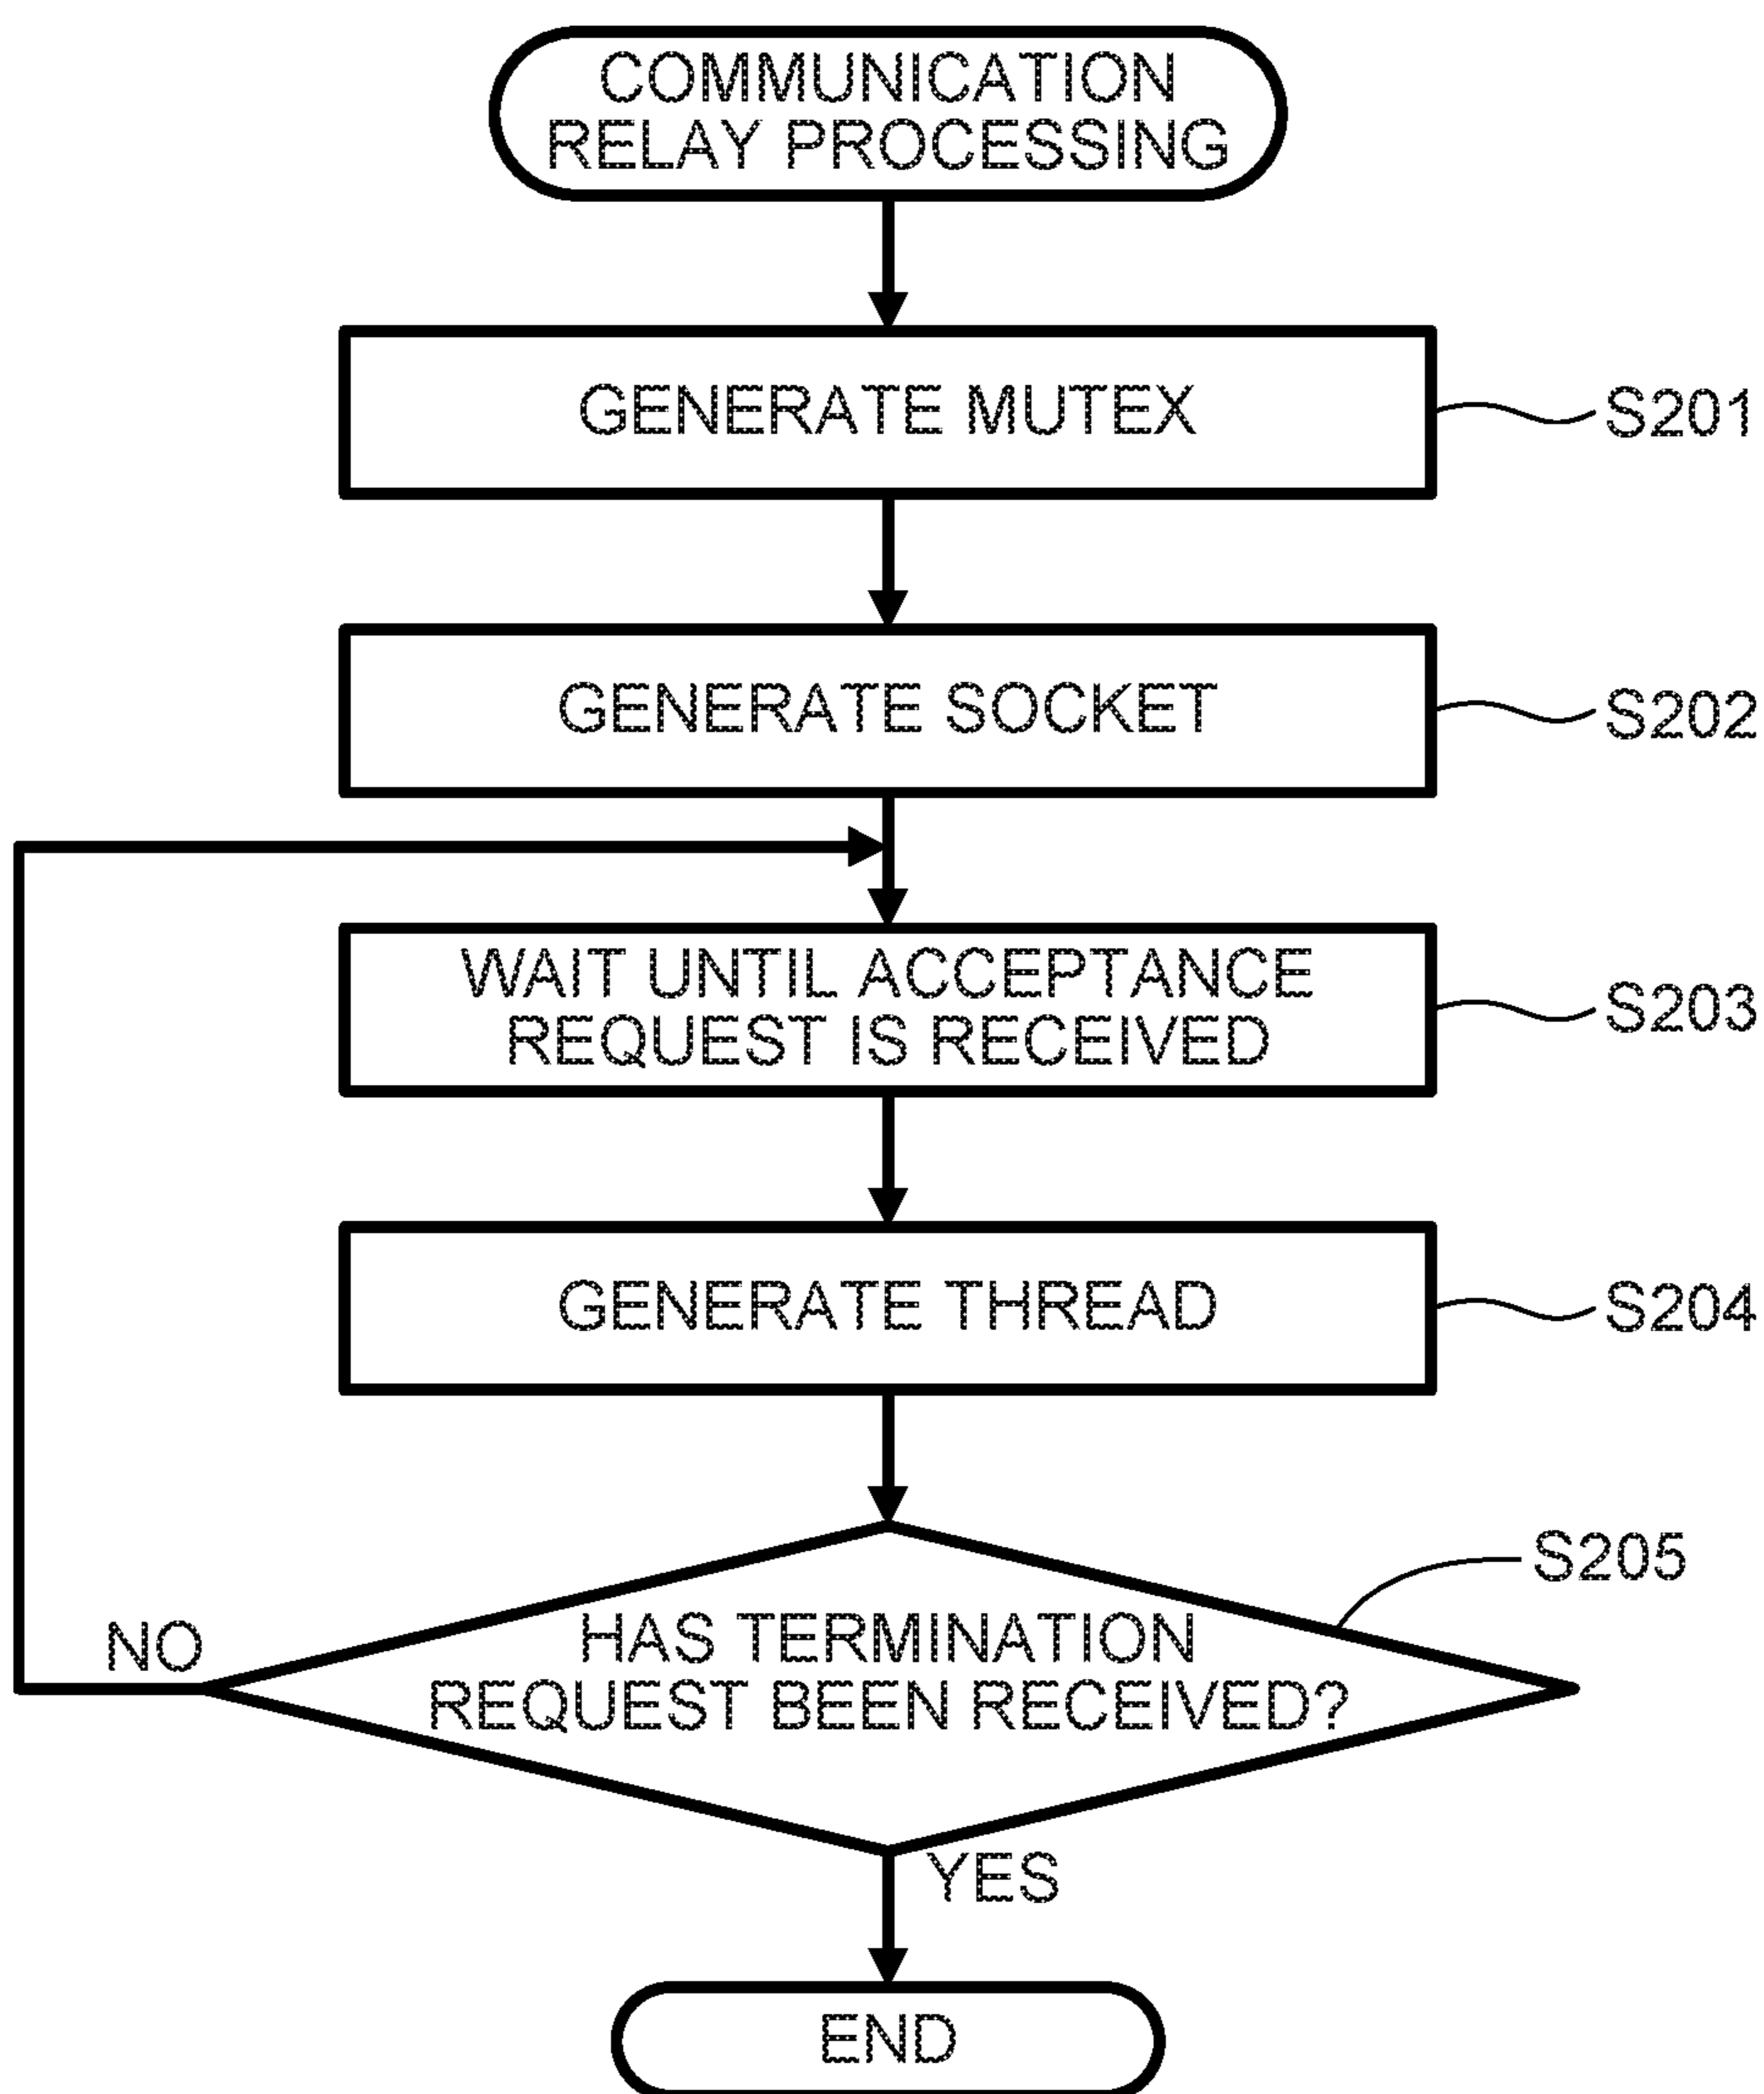 COMMUNICATION
RELAY PROCESSING
GENERATE MUTEX
S201
GENERATE SOCKET
S202
WAIT UNTIL ACCEPTANCE
REQUEST IS RECEIVED
S203
GENERATE THREAD
S204
S205
HAS TERMINATION
REQUEST BEEN RECEIVED?
NO
YES
END